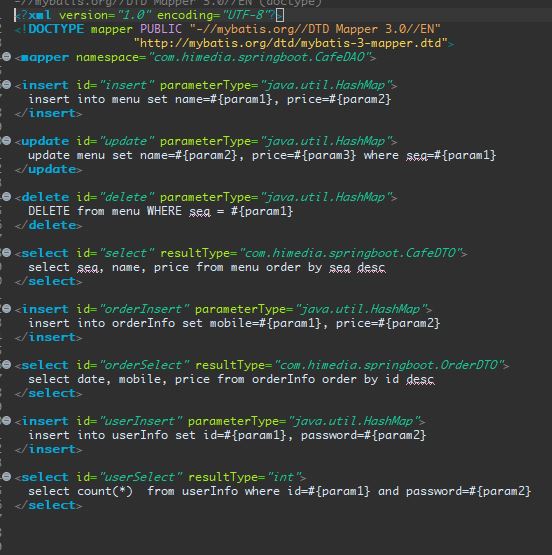 -//mybatis.org//DTD Mapper 3.0//EN (doctype)
<?xml version="1.0" encoding="UTF-8"?>
<!DOCTYPE mapper PUBLIC "-//mybatis.org//DTD Mapper 3.0//EN"
"http://mybatis.org/dtd/mybatis-3-mapper.dtd">
<mapper namespace="com.himedia.springboot.CafeDAO">
<insert id="insert" parameterType="java.util.HashMap">
insert into menu set name=#{param1}, price=#{param2}
</insert>
<update id="update" parameterType="java.util.HashMap">
update menu set name=#{param2}, price=#{param3} where seq=#{param1}
</update>
<delete id="delete" parameterType="java.util.HashMap">
DELETE from menu WHERE seq = #{param1}
</delete>
<select id="select" resultType="com.himedia.springboot.CafeDTO">
select seq, name, price from menu order by seq desc
</select>
<insert id="orderInsert" parameterType="java.util.HashMap">
insert into orderInfo set mobile=#{param1}, price=#{param2}
</insert>
<select id="orderSelect" resultType="com.himedia.springboot.OrderDTO">
select date, mobile, price from orderInfo order by id desc
</select>
<insert id="userInsert" parameterType="java.util.HashMap">
insert into userInfo set id=#{param1}, password=#{param2}
</insert>
<select id="userSelect" resultType="int">
select count(*)  from userInfo where id=#{param1} and password=#{param2}
</select>